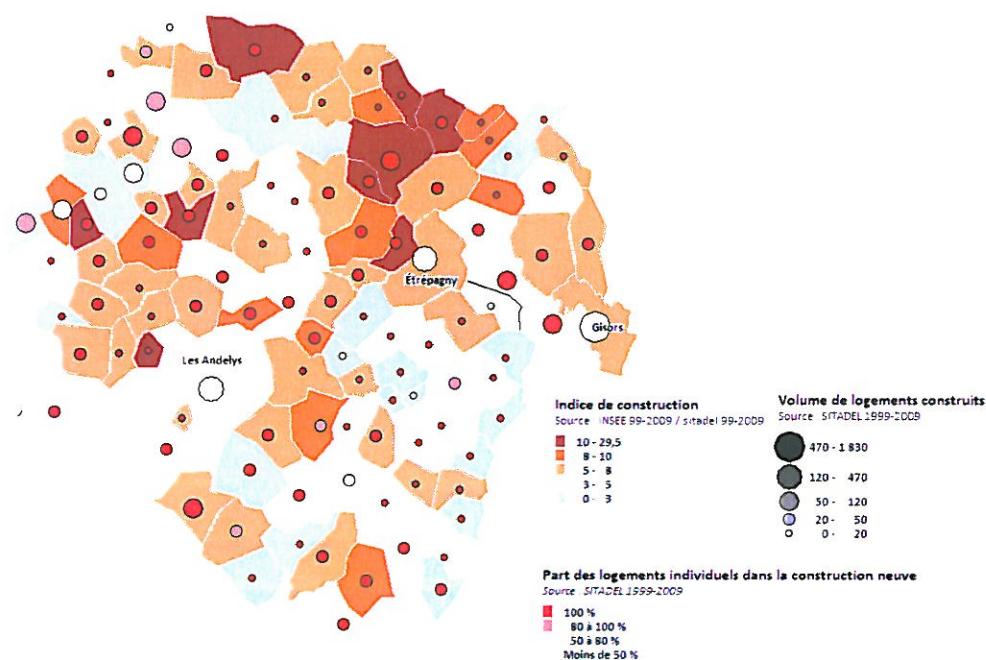 Étrépagny
Gisors
Les Andelys
Indice de construction
Source : INSEE 99-2009 / sitadel 99-2009
10 - 29,5
8 - 10
5 - 8
3 - 5
0 - 3
Volume de logements construits
Source : SITADEL 1999-2009
470 - 1 830
120 - 470
50 - 120
20 - 50
0 - 20
Part des logements individuels dans la construction neuve
Source : SITADEL 1999-2009
100 %
80 à 100 %
50 à 80 %
Moins de 50 %